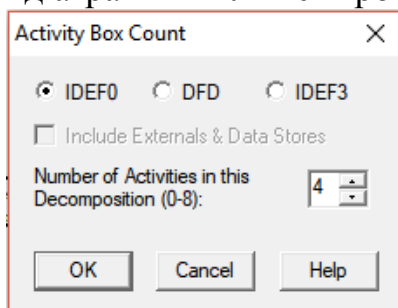 Activity Box Count
IDEF0 DFD IDEF3
Include Externals & Data Stores
Number of Activities in this
Decomposition (0-8):
4
OK Cancel Help